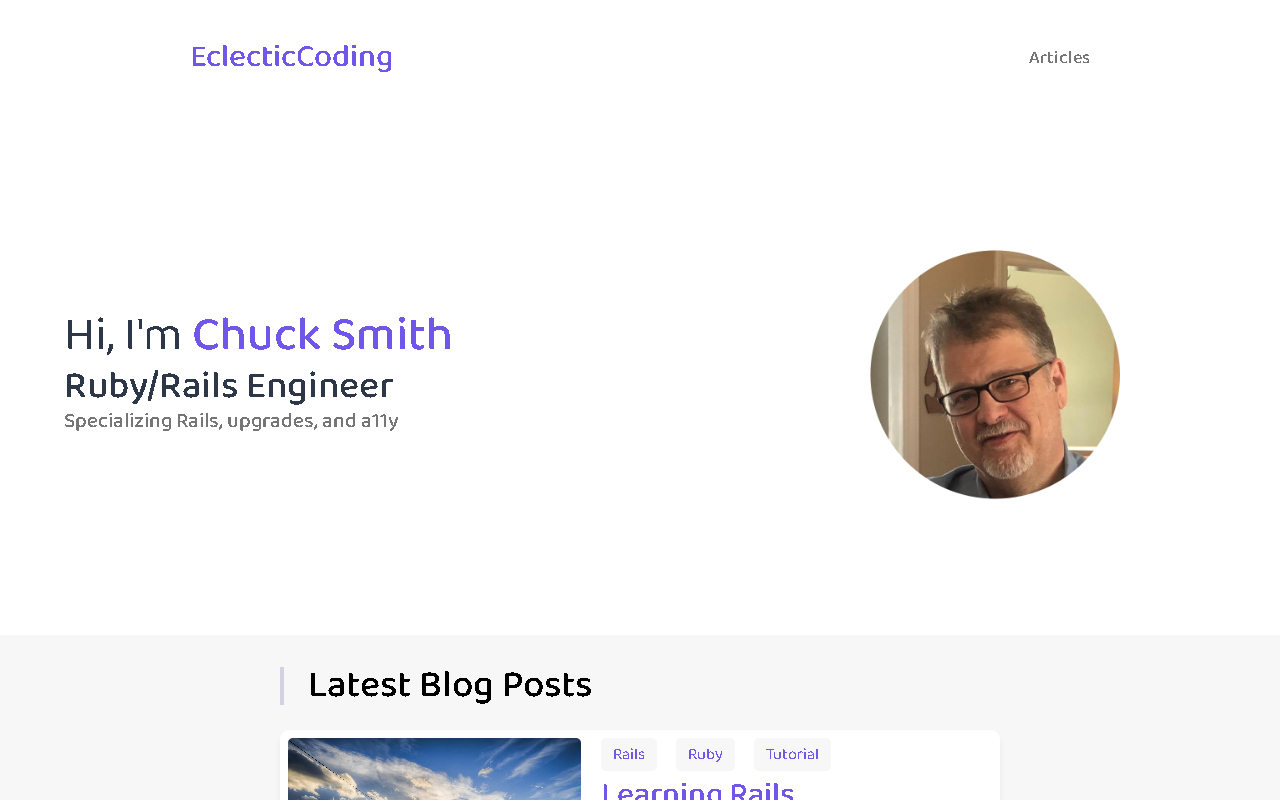 EclecticCoding
Articles
Hi, I'm Chuck Smith
Ruby/Rails Engineer
Specializing Rails, upgrades, and a11y
Latest Blog Posts
Rails Ruby Tutorial
Learning Rails